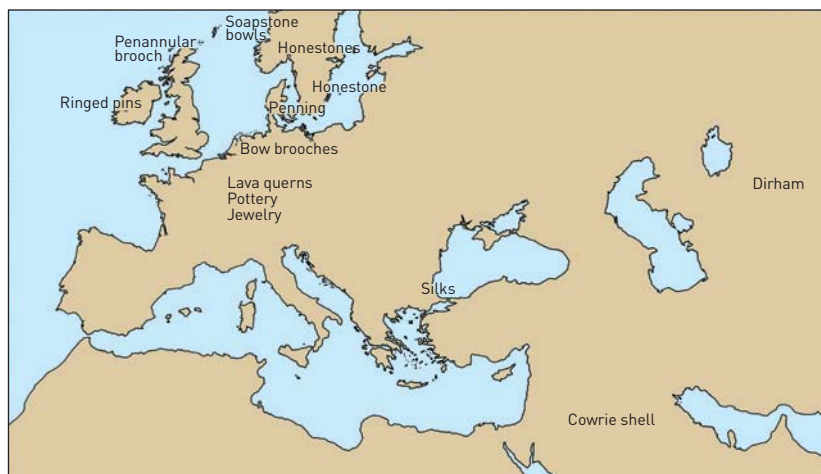 Soapstone
bowls
Penannular
brooch
Honestones
Ringed pins
Honestone
Penning
Bow brooches
Lava querns
Pottery
Jewelry
Dirham
Silks
Cowrie shell